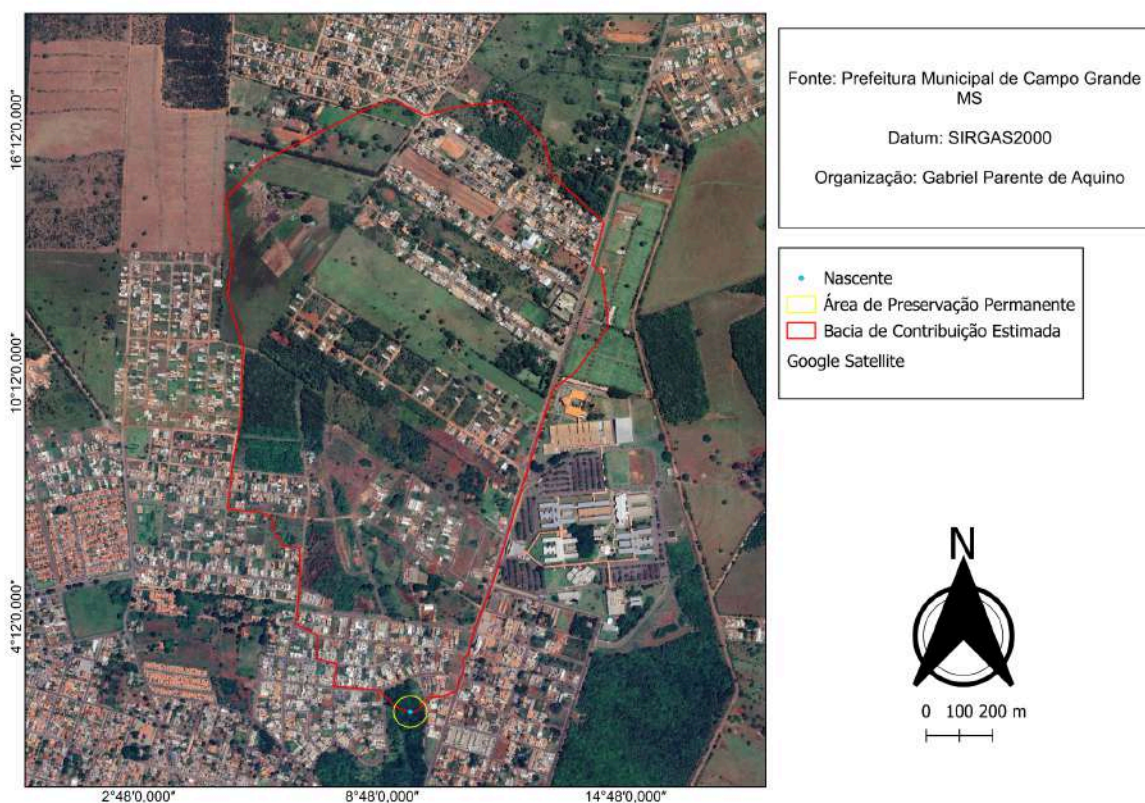 Fonte: Prefeitura Municipal de Campo Grande
MS
Datum: SIRGAS2000
Organização: Gabriel Parente de Aquino
Nascente
Área de Preservação Permanente
Bacia de Contribuição Estimada
Google Satellite
N
0 100 200 m
16°12'0,000"
10°12'0,000"
4°12'0,000"
2°48'0,000"
8°48'0,000"
14°48'0,000"